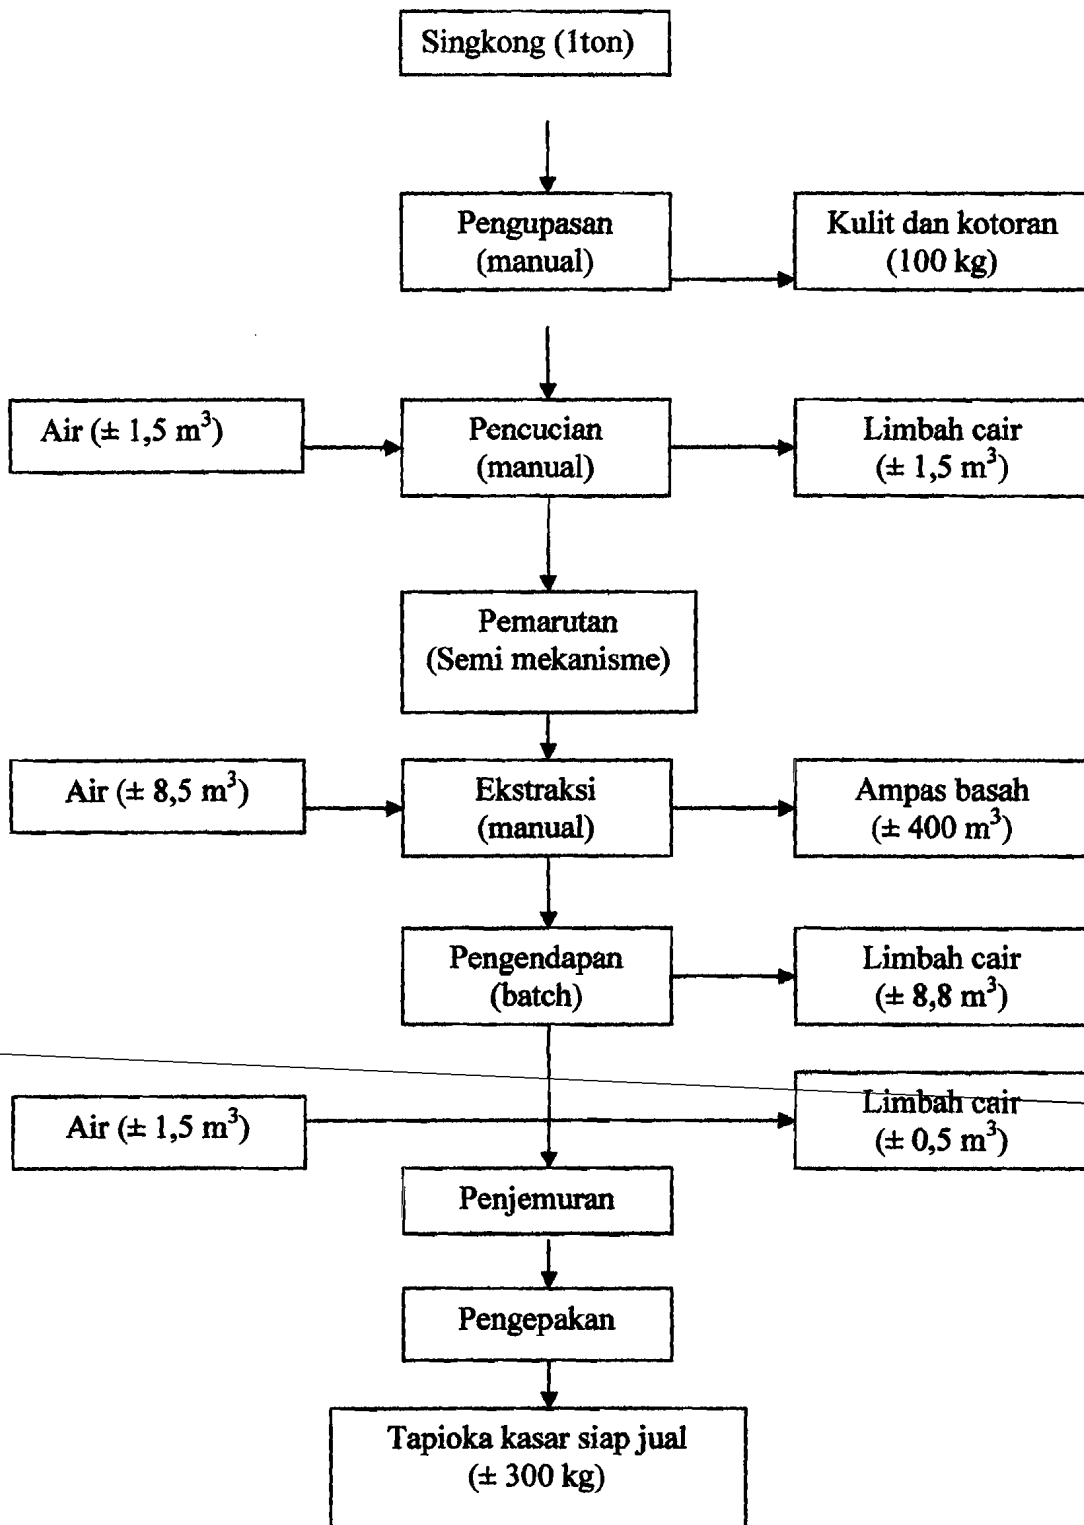 Singkong (1ton)
Pengupasan
(manual)
Kulit dan kotoran
(100 kg)
Air (± 1,5 m³)
Pencucian
(manual)
Limbah cair
(± 1,5 m³)
Pemarutan
(Semi mekanisme)
Air (± 8,5 m³)
Ekstraksi
(manual)
Ampas basah
(± 400 m³)
Pengendapan
(batch)
Limbah cair
(± 8,8 m³)
Air (± 1,5 m³)
Limbah cair
(± 0,5 m³)
Penjemuran
Pengepakan
Tapioka kasar siap jual
(± 300 kg)